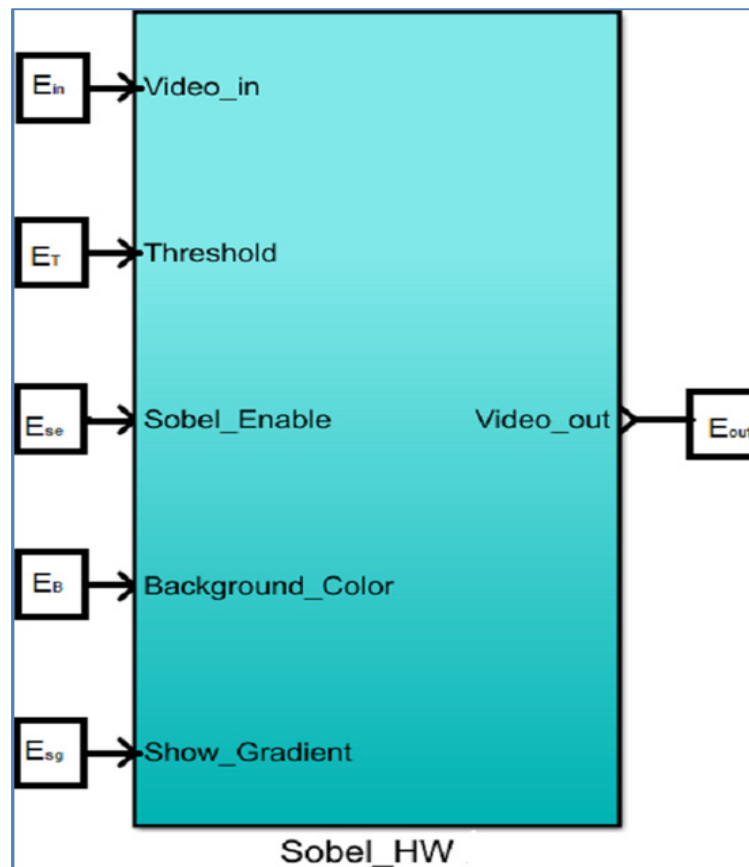 Ein Video_in
ET Threshold
Ese Sobel_Enable Video_out Eout
EB Background_Color
Esg Show_Gradient
Sobel_HW